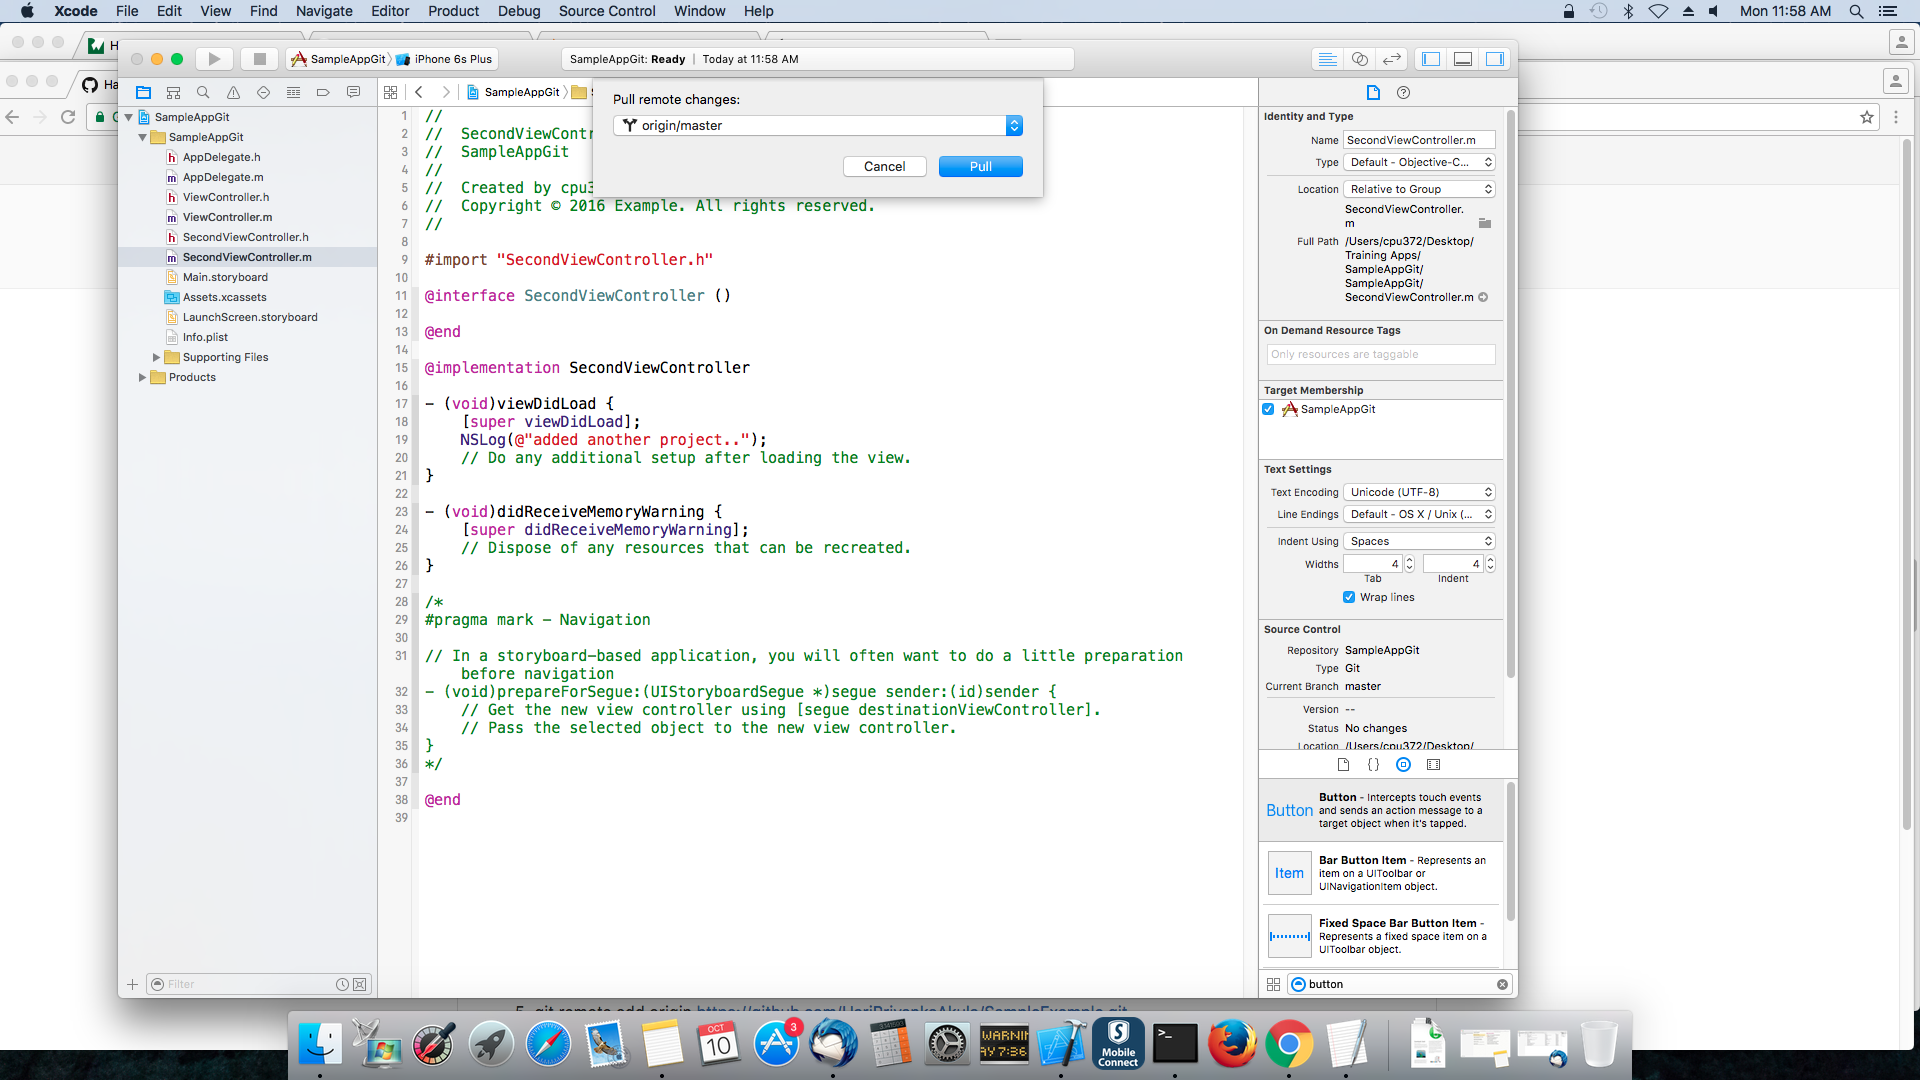 Xcode File Edit View Find Navigate Editor Product Debug Source Control Window Help Mon 11:58 AM
H
Ha
SampleAppGit iPhone 6s Plus
SampleAppGit: Ready | Today at 11:58 AM
SampleAppGit
Pull remote changes:
origin/master
Cancel Pull
SampleAppGit
SampleAppGit
AppDelegate.h
AppDelegate.m
ViewController.h
ViewController.m
SecondViewController.h
SecondViewController.m
Main.storyboard
Assets.xcassets
LaunchScreen.storyboard
Info.plist
Supporting Files
Products
Filter
1 //
2 // SecondViewContr
3 // SampleAppGit
4 //
5 // Created by cpu3
6 // Copyright © 2016 Example. All rights reserved.
7 //
8
9 #import "SecondViewController.h"
10
11 @interface SecondViewController ()
12
13 @end
14
15 @implementation SecondViewController
16
17 - (void)viewDidLoad {
18 [super viewDidLoad];
19 NSLog(@"added another project..");
20 // Do any additional setup after loading the view.
21 }
22
23 - (void)didReceiveMemoryWarning {
24 [super didReceiveMemoryWarning];
25 // Dispose of any resources that can be recreated.
26 }
27
28 /*
29 #pragma mark - Navigation
30
31 // In a storyboard-based application, you will often want to do a little preparation
before navigation
32 - (void)prepareForSegue:(UIStoryboardSegue *)segue sender:(id)sender {
33 // Get the new view controller using [segue destinationViewController].
34 // Pass the selected object to the new view controller.
35 }
36 */
37
38 @end
39
Identity and Type
Name SecondViewController.m
Type Default - Objective-C...
Location Relative to Group
SecondViewController.
m
Full Path /Users/cpu372/Desktop/
Training Apps/
SampleAppGit/
SampleAppGit/
SecondViewController.m
On Demand Resource Tags
Only resources are taggable
Target Membership
SampleAppGit
Text Settings
Text Encoding Unicode (UTF-8)
Line Endings Default - OS X / Unix (...
Indent Using Spaces
Widths 4 4
Tab Indent
Wrap lines
Source Control
Repository SampleAppGit
Type Git
Current Branch master
Version --
Status No changes
Location /Users/cpu372/Desktop/
Button
Button - Intercepts touch events
and sends an action message to a
target object when it's tapped.
Item
Bar Button Item - Represents an
item on a UIToolbar or
UINavigationItem object.
Fixed Space Bar Button Item -
Represents a fixed space item on a
UIToolbar object.
button
5. git remote add origin https://github.com/HariPriyankaAkula/SampleExample.git
OCT
10
3
WARNIN
AY 7:36
S
Mobile
Connect
>_